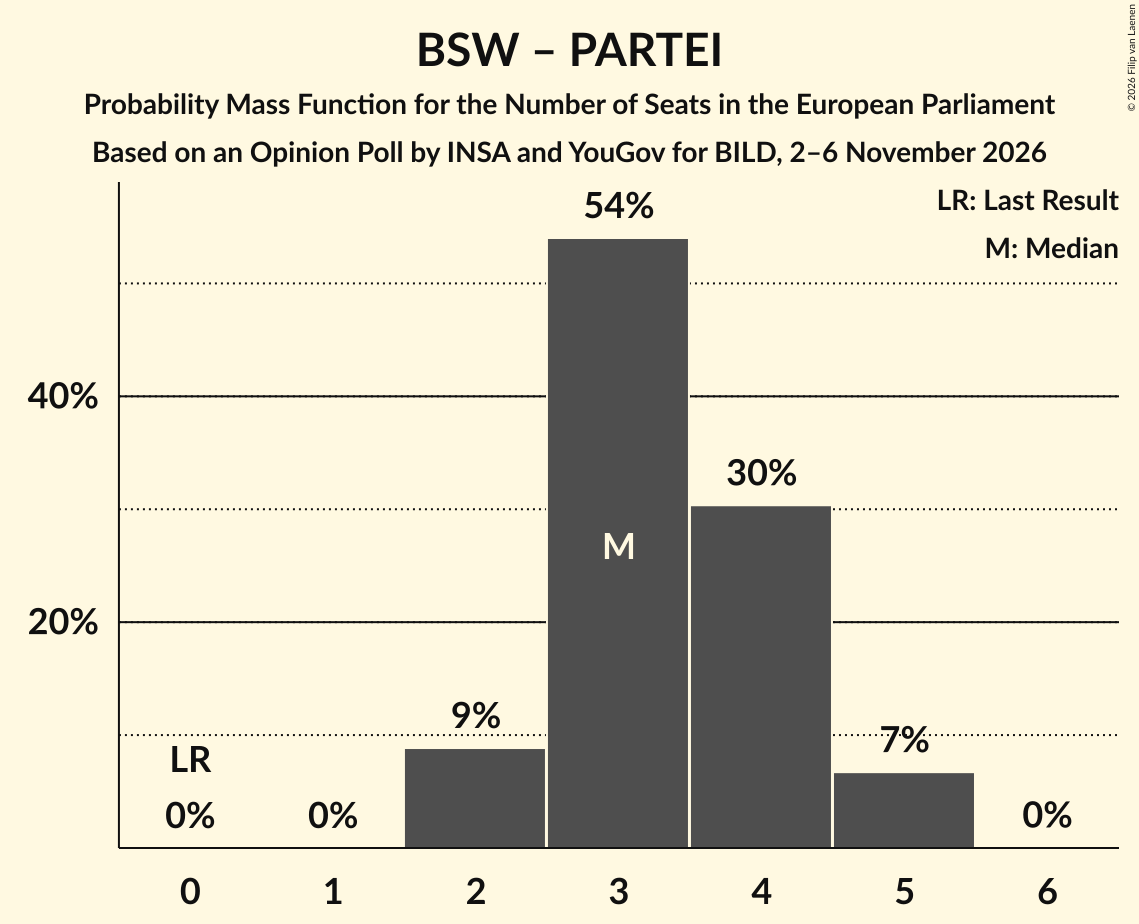 BSW – PARTEI
Probability Mass Function for the Number of Seats in the European Parliament
Based on an Opinion Poll by INSA and YouGov for BILD, 2–6 November 2026
© 2026 Filip van Laenen
LR: Last Result
M: Median
54%
40%
30%
M
20%
9%
7%
LR
0%
0%
0%
0
1
2
3
4
5
6